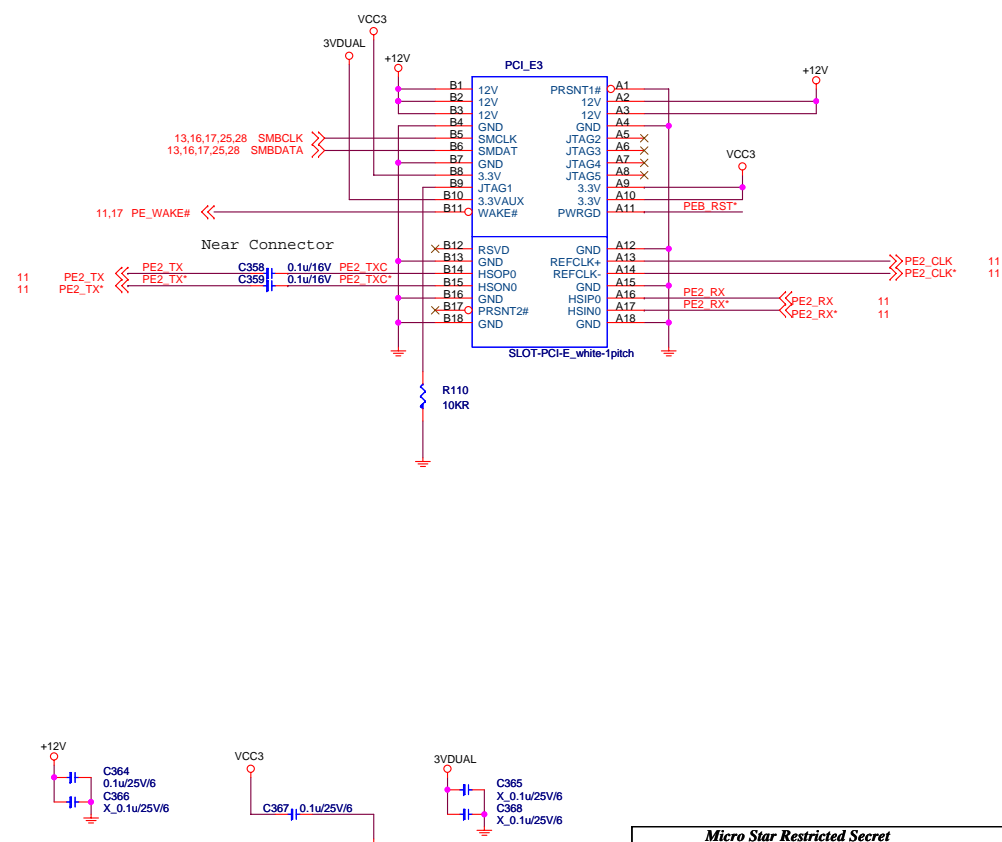 VCC3
3VDUAL
+12V
PCI_E3
+12V
B1 12V PRSNT1# A1
B2 12V 12V A2
B3 12V 12V A3
B4 GND GND A4
13,16,17,25,28 SMBCLK B5 SMCLK JTAG2 A5
13,16,17,25,28 SMBDATA B6 SMDAT JTAG3 A6
B7 GND JTAG4 A7
B8 3.3V JTAG5 A8
VCC3
B9 JTAG1 3.3V A9
B10 3.3VAUX 3.3V A10
11,17 PE_WAKE# B11 WAKE# PWRGD A11 PEB_RST*
Near Connector
B12 RSVD GND A12
B13 GND REFCLK+ A13 PE2_CLK 11
11 PE2_TX PE2_TX C358 0.1u/16V PE2_TXC B14 HSOP0 REFCLK- A14 PE2_CLK* 11
11 PE2_TX* PE2_TX* C359 0.1u/16V PE2_TXC* B15 HSON0 GND A15
B16 GND HSIP0 A16 PE2_RX PE2_RX 11
B17 PRSNT2# HSIN0 A17 PE2_RX* PE2_RX* 11
B18 GND GND A18
SLOT-PCI-E_white-1pitch
R110
10KR
+12V
C364
0.1u/25V/6
C366
X_0.1u/25V/6
VCC3
C367 0.1u/25V/6
3VDUAL
C365
X_0.1u/25V/6
C368
X_0.1u/25V/6
Micro Star Restricted Secret